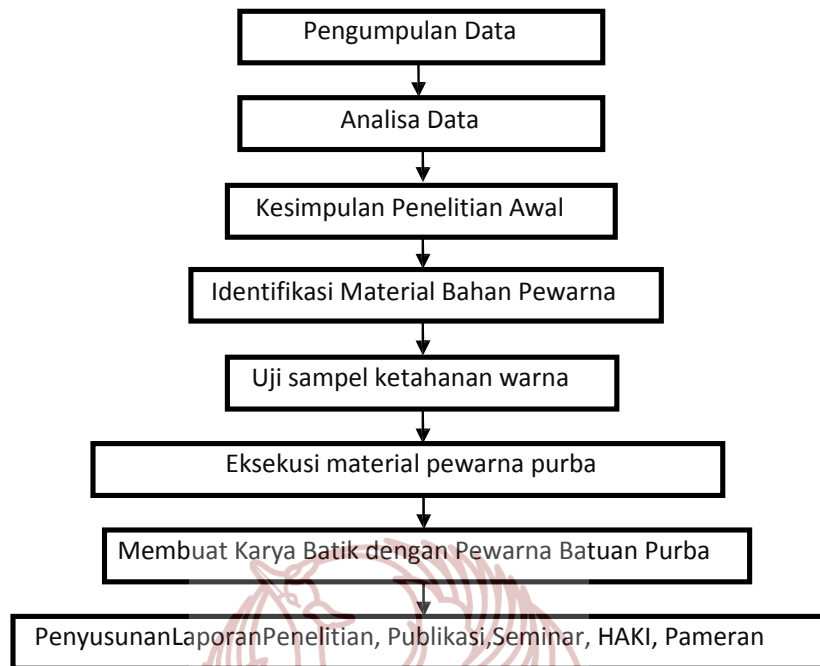 Pengumpulan Data
Analisa Data
Kesimpulan Penelitian Awal
Identifikasi Material Bahan Pewarna
Uji sampel ketahanan warna
Eksekusi material pewarna purba
Membuat Karya Batik dengan Pewarna Batuan Purba
PenyusunanLaporanPenelitian, Publikasi,Seminar, HAKI, Pameran